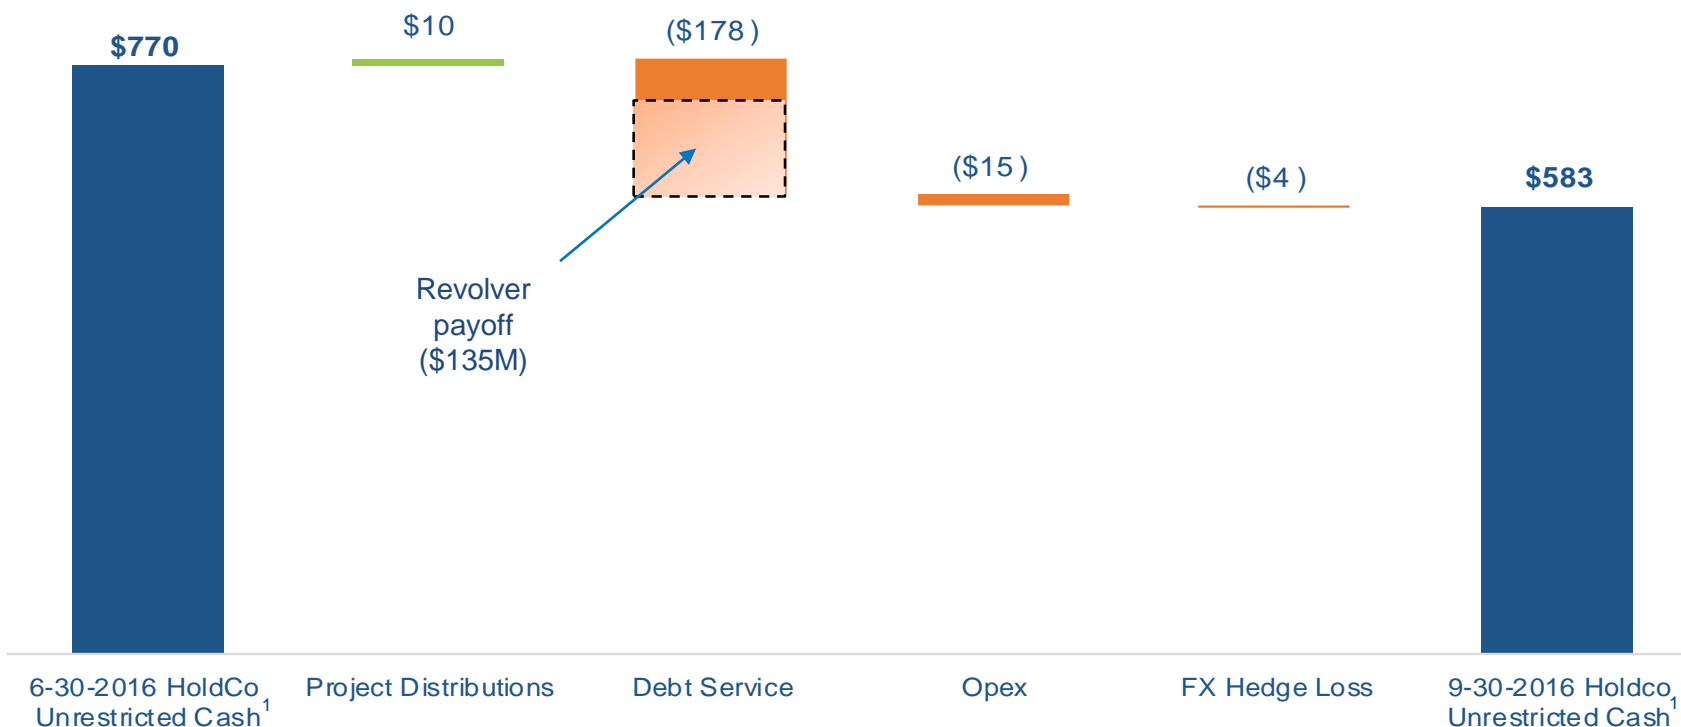 $770
$10
($178)
($15)
($4)
$583
Revolver
payoff
($135M)
6-30-2016 HoldCo
Unrestricted Cash¹
Project Distributions
Debt Service
Opex
FX Hedge Loss
9-30-2016 Holdco
Unrestricted Cash¹